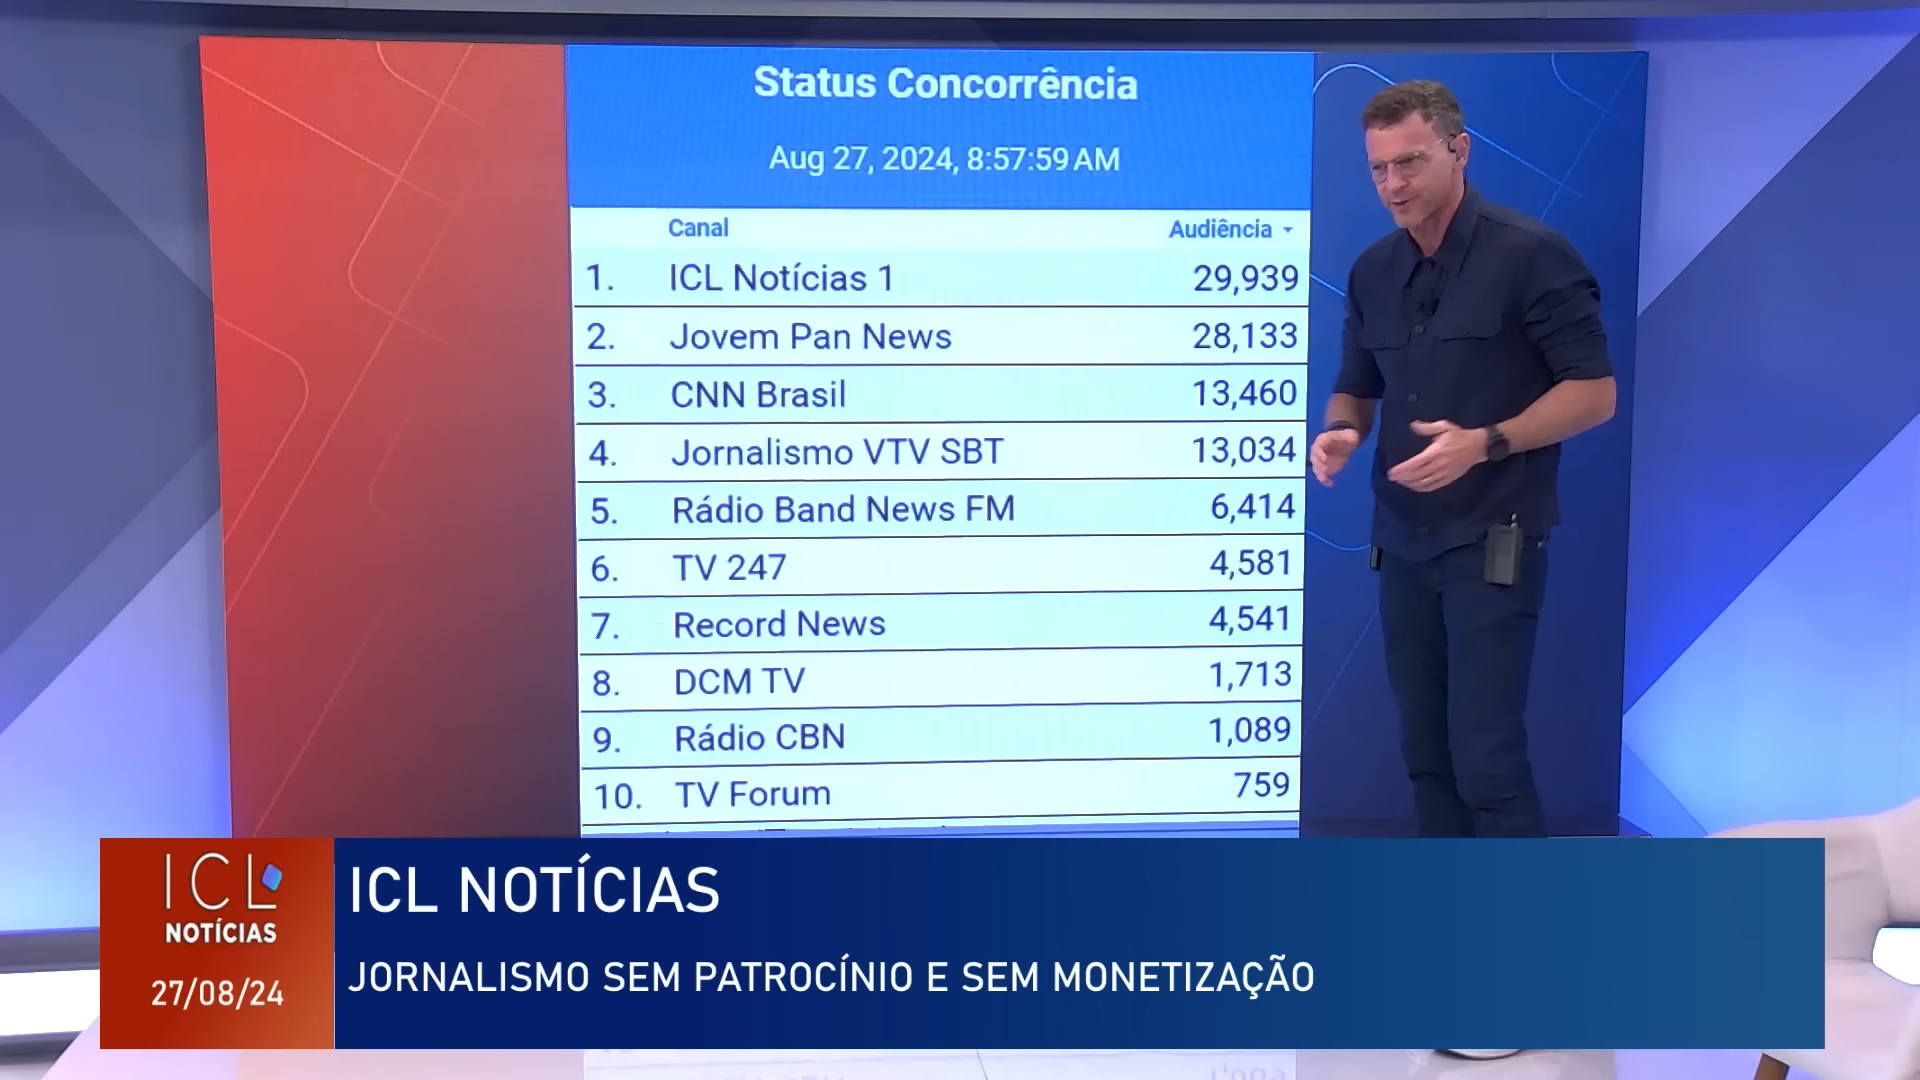 Status Concorrência
Aug 27, 2024, 8:57:59 AM
Canal Audiência
1. ICL Notícias 1 29,939
2. Jovem Pan News 28,133
3. CNN Brasil 13,460
4. Jornalismo VTV SBT 13,034
5. Rádio Band News FM 6,414
6. TV 247 4,581
7. Record News 4,541
8. DCM TV 1,713
9. Rádio CBN 1,089
10. TV Forum 759
ICL
NOTÍCIAS
27/08/24
ICL NOTÍCIAS
JORNALISMO SEM PATROCÍNIO E SEM MONETIZAÇÃO